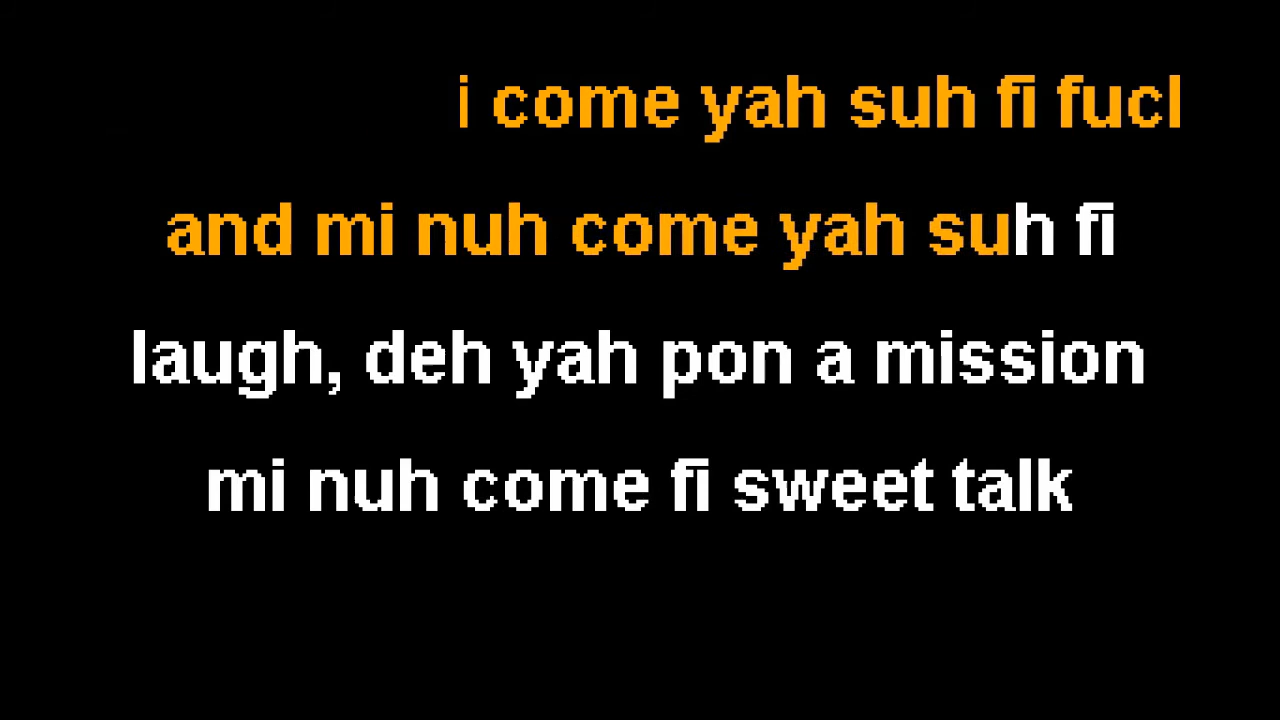 i come yah suh fi fucl
and mi nuh come yah suh fi
laugh, deh yah pon a mission
mi nuh come fi sweet talk